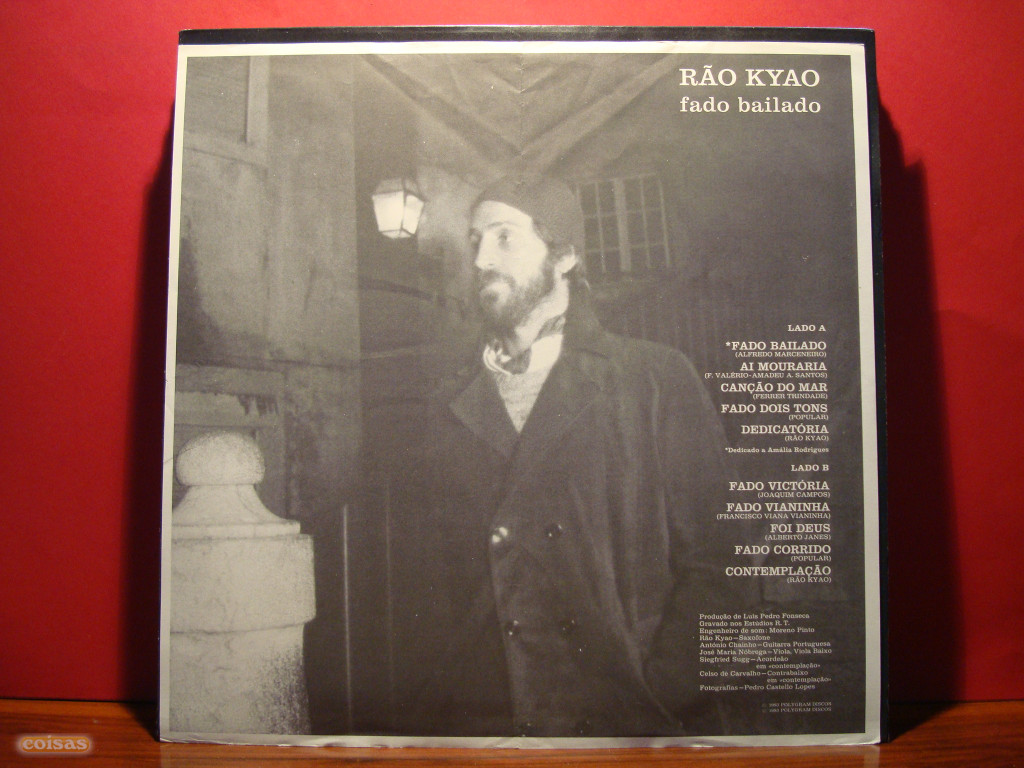 RÃO KYAO
fado bailado
LADO A
*FADO BAILADO
(ALFREDO MARCENEIRO)
AI MOURARIA
(F. VALÉRIO-AMADEU A. SANTOS)
CANÇÃO DO MAR
(FERRER TRINDADE)
FADO DOIS TONS
(POPULAR)
DEDICATÓRIA
(RÃO KYAO)
*Dedicado a Amália Rodrigues
LADO B
FADO VICTÓRIA
(JOAQUIM CAMPOS)
FADO VIANINHA
(FRANCISCO VIANA VIANINHA)
FOI DEUS
(ALBERTO JANES)
FADO CORRIDO
(POPULAR)
CONTEMPLAÇÃO
(RÃO KYAO)
Produção de Luis Pedro Fonseca
Gravado nos Estúdios R. T.
Engenheiro de som: Moreno Pinto
Rão Kyao—Saxofone
António Chainho—Guitarra Portuguesa
José Maria Nóbrega—Viola, Viola Baixo
Siegfried Sugg—Acordeão
em «contemplação»
Celso de Carvalho—Contrabaixo
em «contemplação»
Fotografias—Pedro Castello Lopes
1983 POLYGRAM DISCOS
1983 POLYGRAM DISCOS
coisas